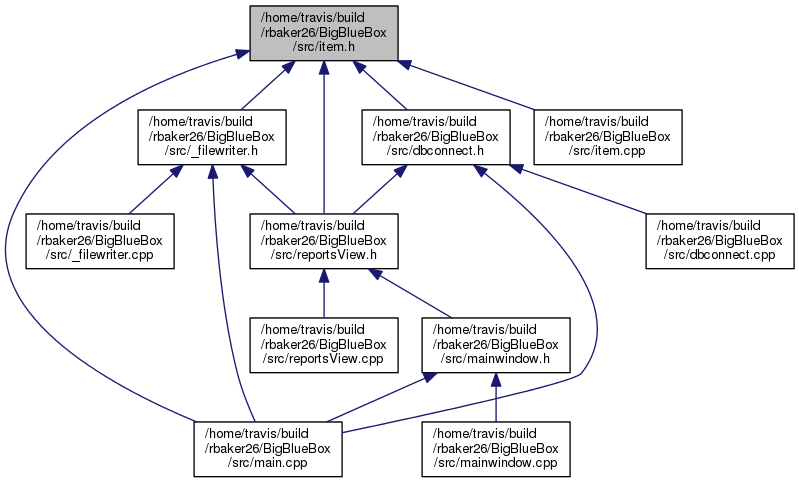 /home/travis/build
/rbaker26/BigBlueBox
/src/item.h
/home/travis/build
/rbaker26/BigBlueBox
/src/_filewriter.h
/home/travis/build
/rbaker26/BigBlueBox
/src/dbconnect.h
/home/travis/build
/rbaker26/BigBlueBox
/src/item.cpp
/home/travis/build
/rbaker26/BigBlueBox
/src/_filewriter.cpp
/home/travis/build
/rbaker26/BigBlueBox
/src/reportsView.h
/home/travis/build
/rbaker26/BigBlueBox
/src/dbconnect.cpp
/home/travis/build
/rbaker26/BigBlueBox
/src/reportsView.cpp
/home/travis/build
/rbaker26/BigBlueBox
/src/mainwindow.h
/home/travis/build
/rbaker26/BigBlueBox
/src/main.cpp
/home/travis/build
/rbaker26/BigBlueBox
/src/mainwindow.cpp